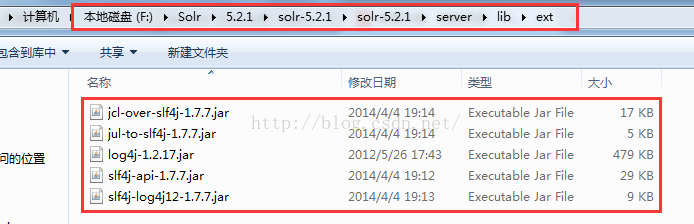 计算机 ▸ 本地磁盘 (F:) ▸ Solr ▸ 5.2.1 ▸ solr-5.2.1 ▸ solr-5.2.1 ▸ server ▸ lib ▸ ext
包含到库中 共享 新建文件夹
名称 修改日期 类型 大小
jcl-over-slf4j-1.7.7.jar 2014/4/4 19:14 Executable Jar File 17 KB
jul-to-slf4j-1.7.7.jar 2014/4/4 19:14 Executable Jar File 5 KB
http://blog.csdn.net/
log4j-1.2.17.jar 2012/5/26 17:43 Executable Jar File 479 KB
问的位置
slf4j-api-1.7.7.jar 2014/4/4 19:12 Executable Jar File 29 KB
slf4j-log4j12-1.7.7.jar 2014/4/4 19:13 Executable Jar File 9 KB